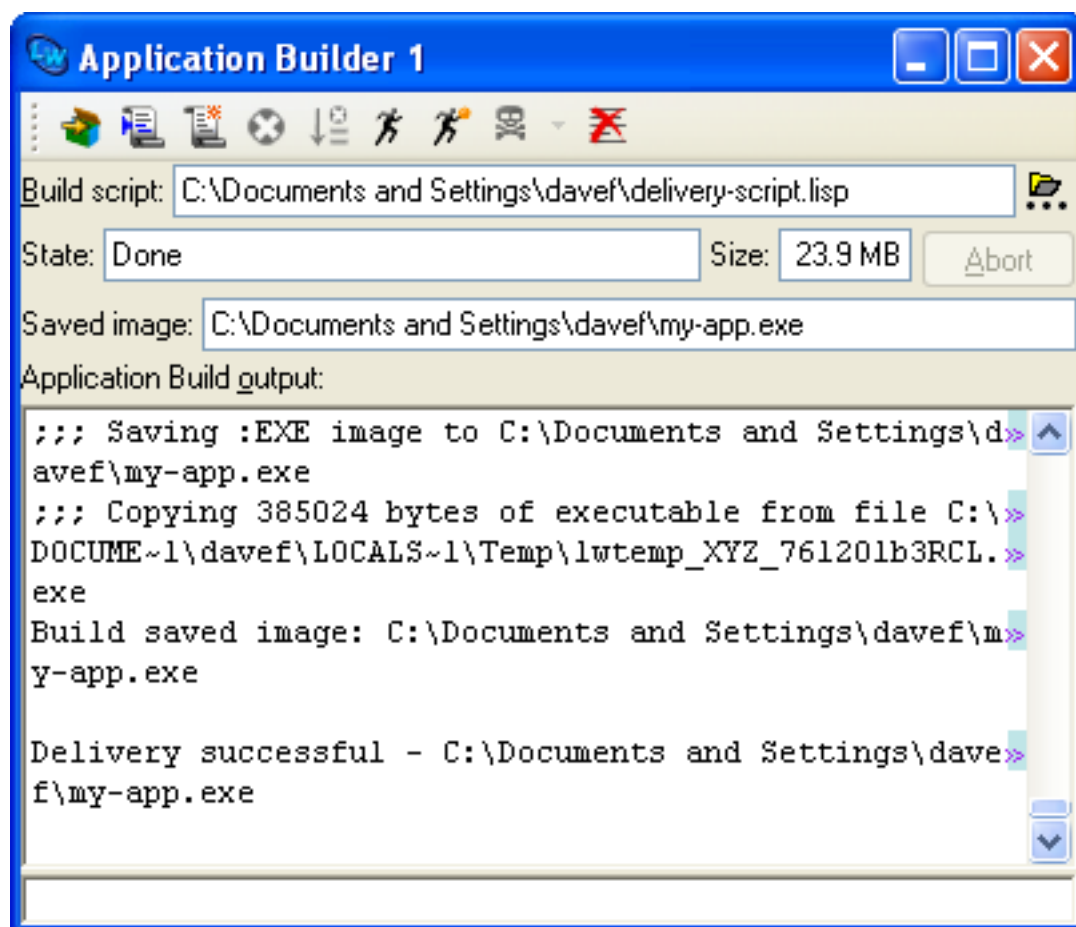 Application Builder 1
Build script: C:\Documents and Settings\davef\delivery-script.lisp
State: Done Size: 23.9 MB Abort
Saved image: C:\Documents and Settings\davef\my-app.exe
Application Build output:
;;; Saving :EXE image to C:\Documents and Settings\d»
avef\my-app.exe
;;; Copying 385024 bytes of executable from file C:\»
DOCUME~1\davef\LOCALS~1\Temp\lwtemp_XYZ_761201b3RCL.»
exe
Build saved image: C:\Documents and Settings\davef\m»
y-app.exe
Delivery successful - C:\Documents and Settings\dave»
f\my-app.exe